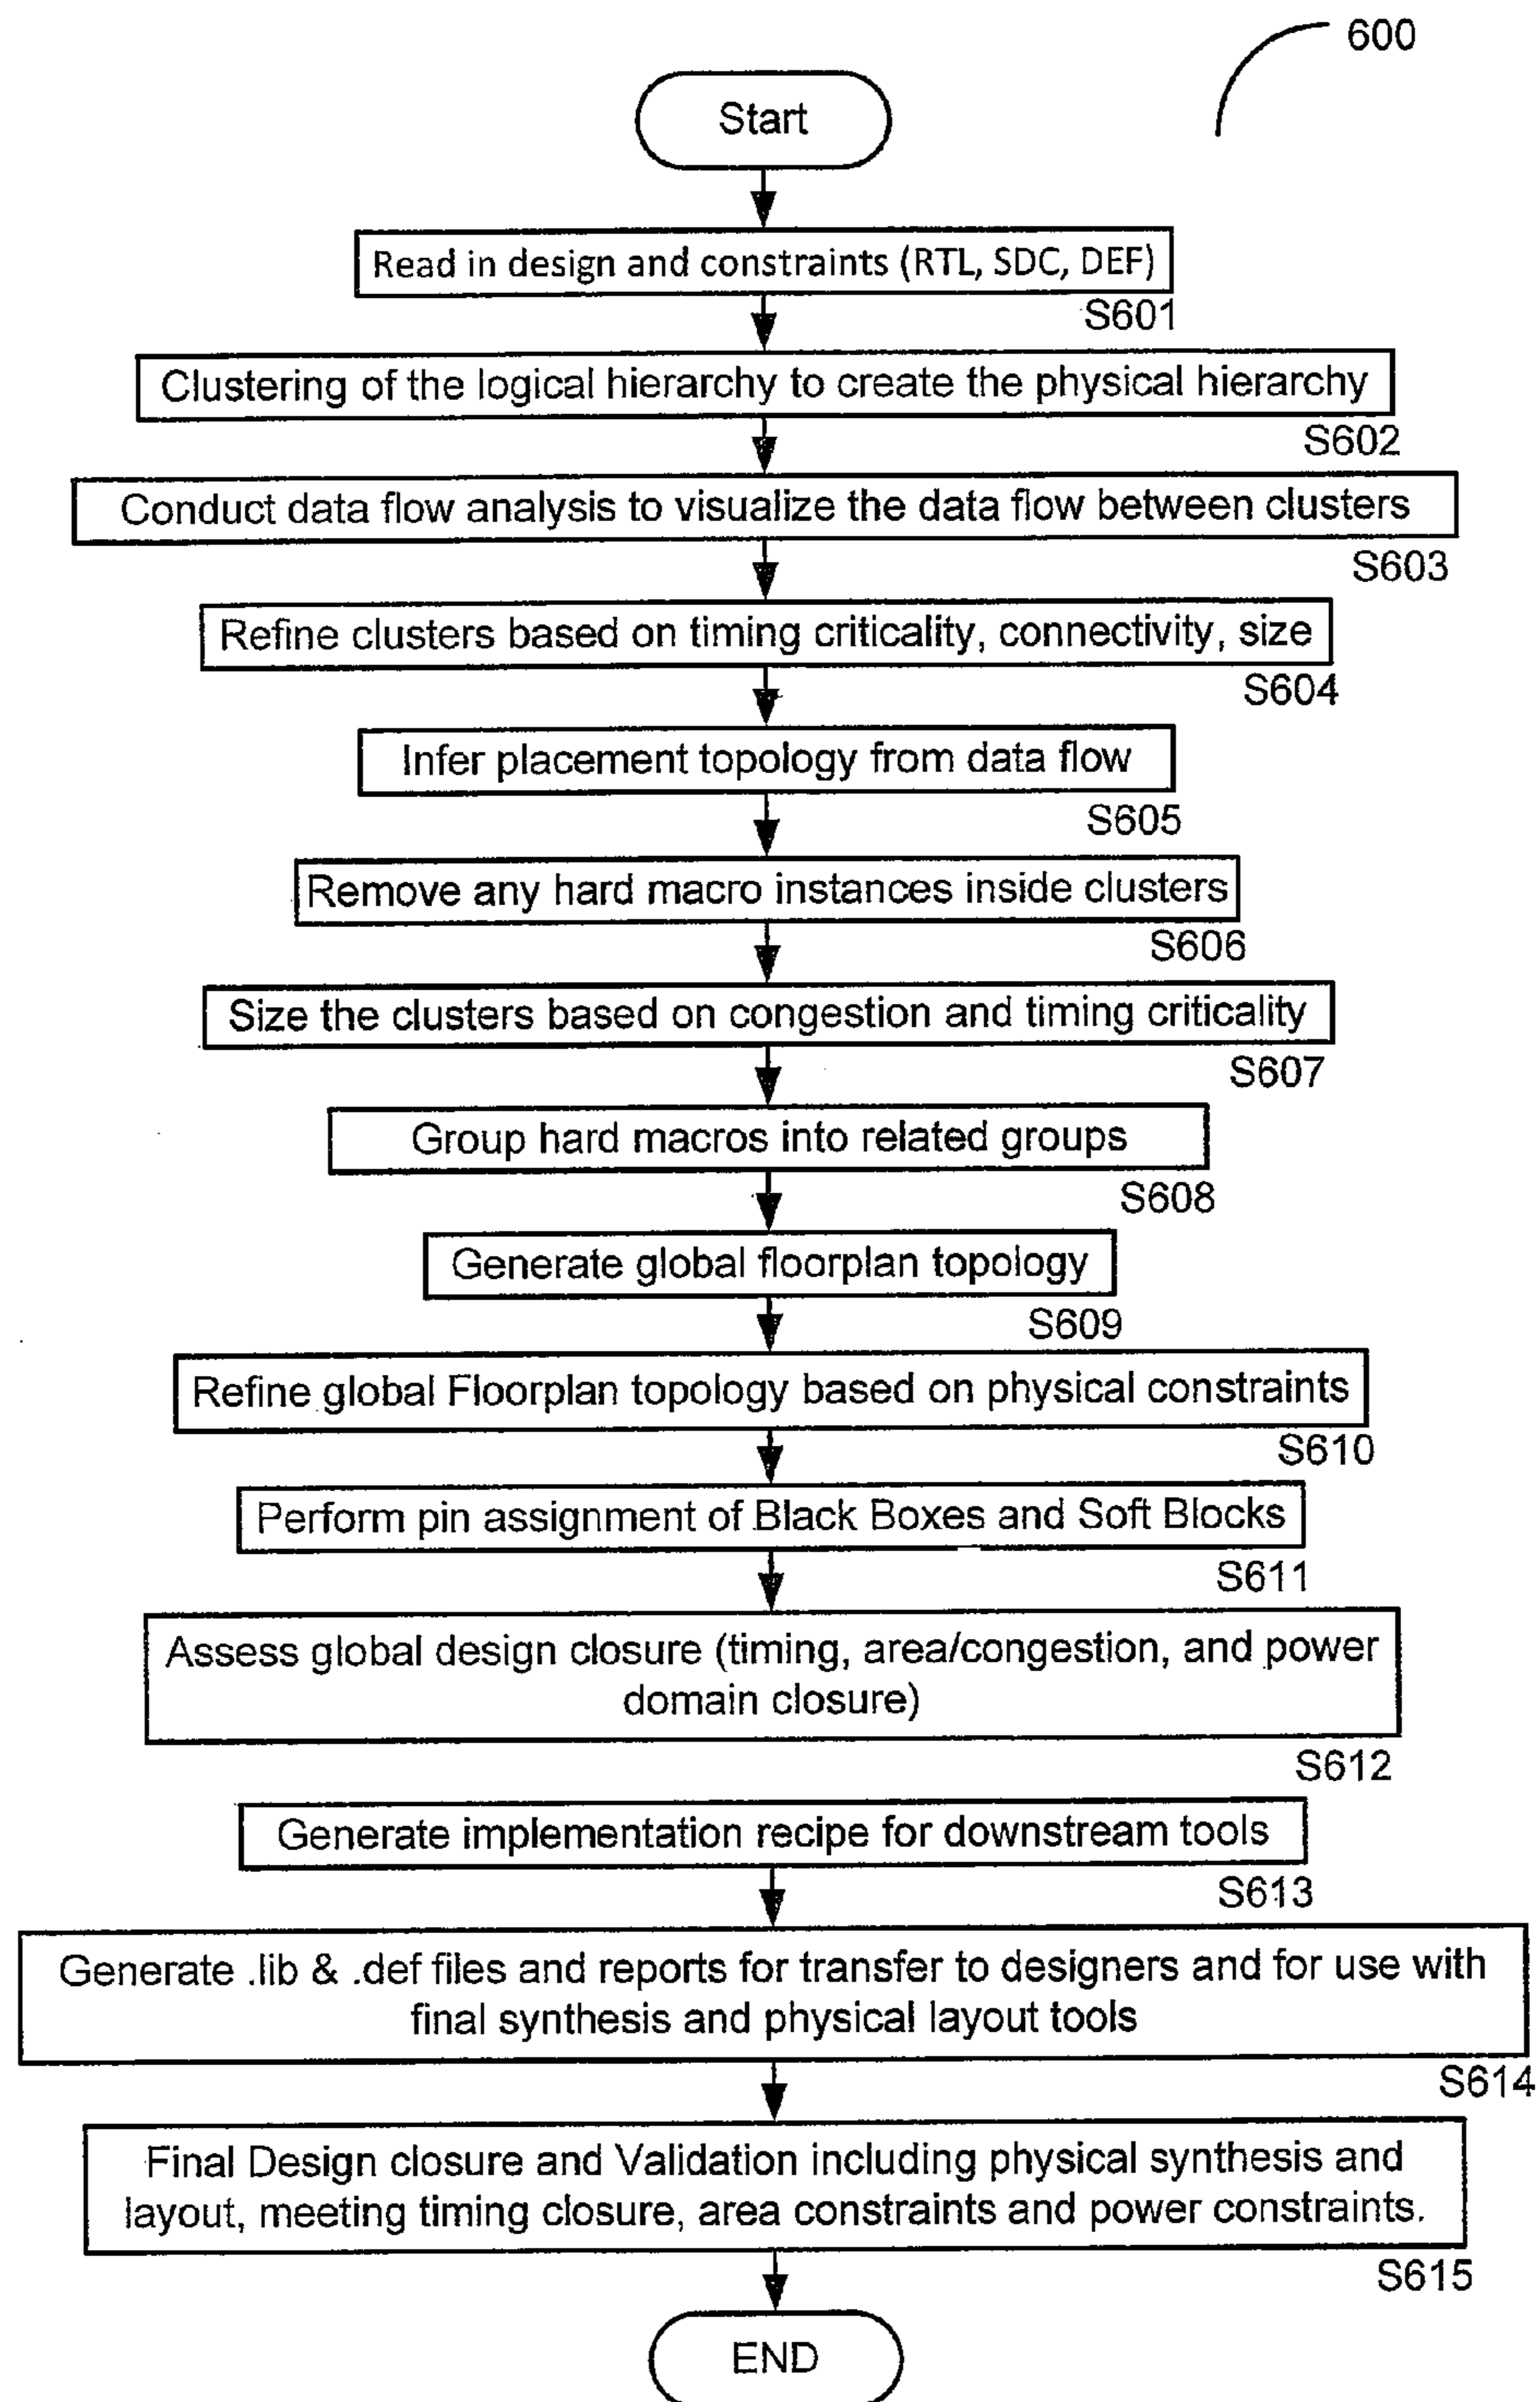 600
Start
Read in design and constraints (RTL, SDC, DEF)
S601
Clustering of the logical hierarchy to create the physical hierarchy
S602
Conduct data flow analysis to visualize the data flow between clusters
S603
Refine clusters based on timing criticality, connectivity, size
S604
Infer placement topology from data flow
S605
Remove any hard macro instances inside clusters
S606
Size the clusters based on congestion and timing criticality
S607
Group hard macros into related groups
S608
Generate global floorplan topology
S609
Refine global Floorplan topology based on physical constraints
S610
Perform pin assignment of Black Boxes and Soft Blocks
S611
Assess global design closure (timing, area/congestion, and power
domain closure)
S612
Generate implementation recipe for downstream tools
S613
Generate .lib & .def files and reports for transfer to designers and for use with
final synthesis and physical layout tools
S614
Final Design closure and Validation including physical synthesis and
layout, meeting timing closure, area constraints and power constraints.
S615
END